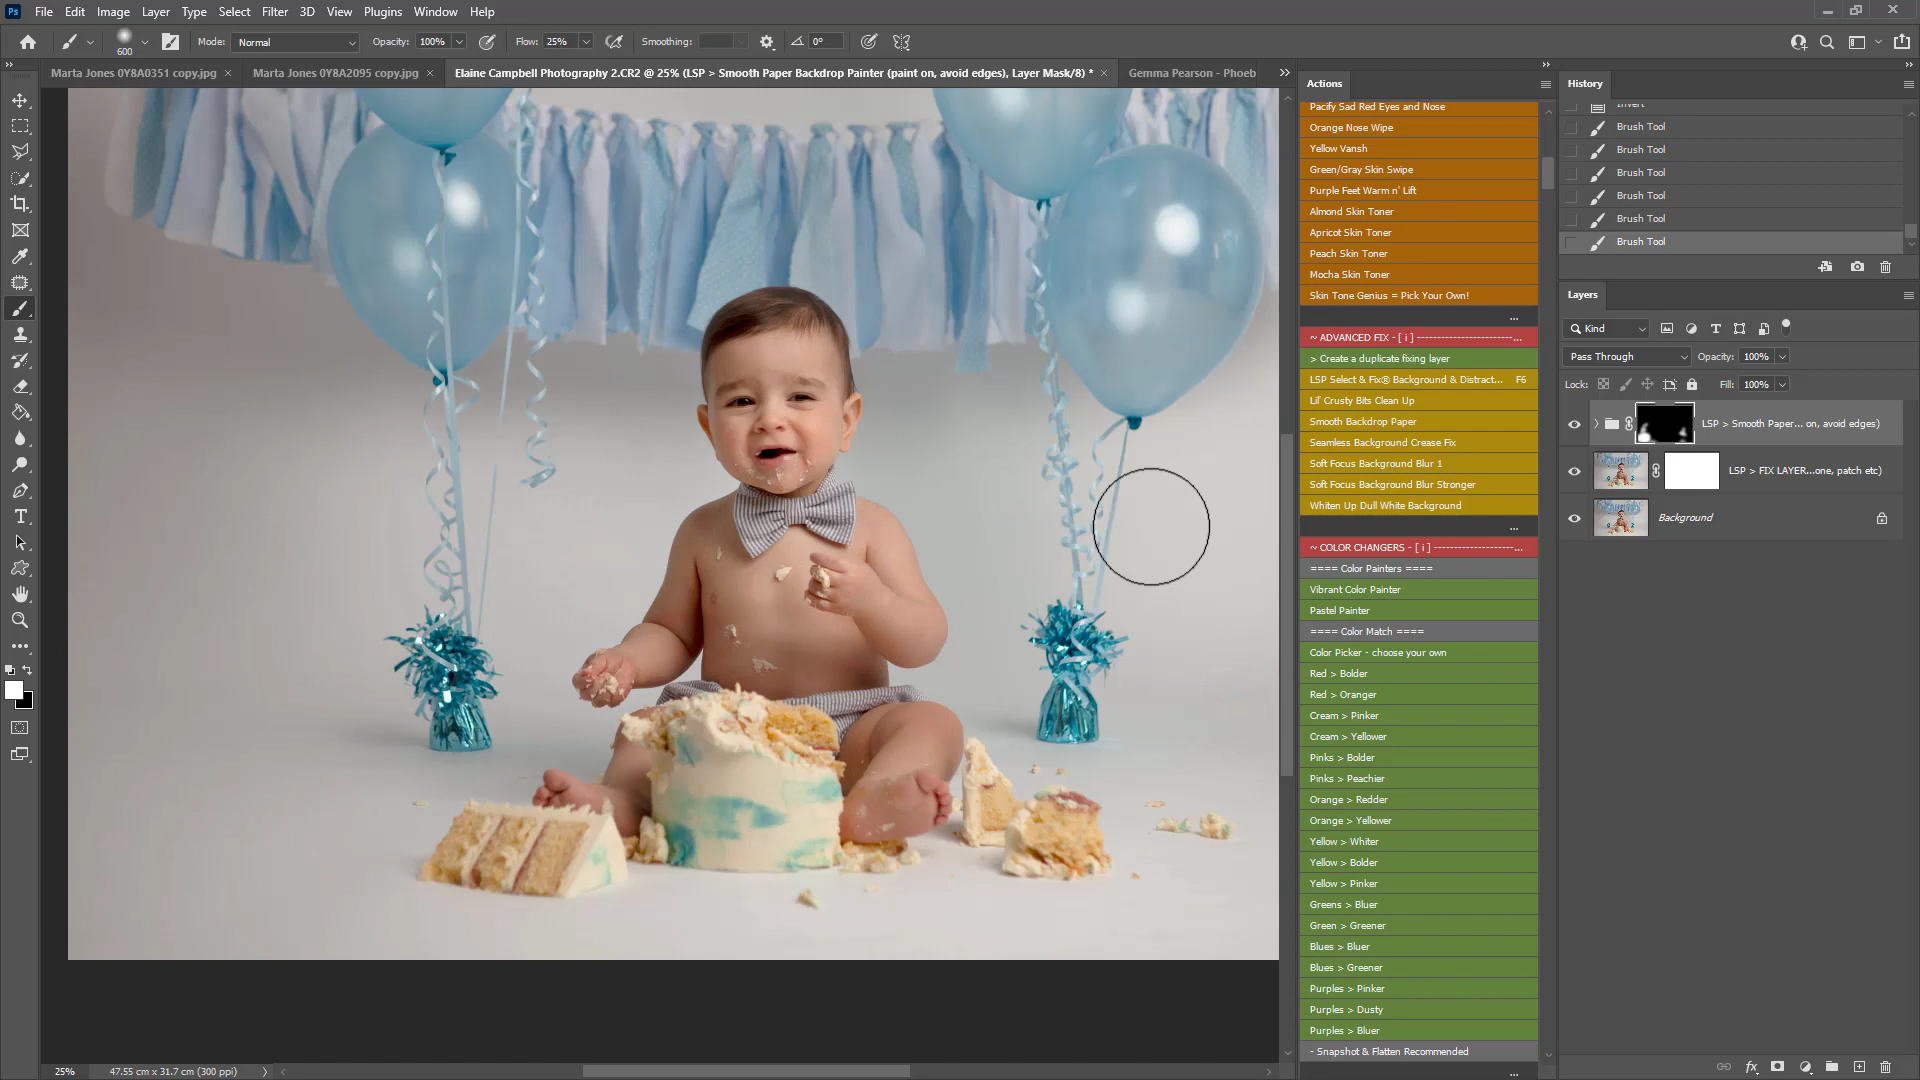 Ps File Edit Image Layer Type Select Filter 3D View Plugins Window Help
600 Mode: Normal Opacity: 100% Flow: 25% Smoothing: 0°
Marta Jones 0Y8A0351 copy.jpg × Marta Jones 0Y8A2095 copy.jpg × Elaine Campbell Photography 2.CR2 @ 25% (LSP > Smooth Paper Backdrop Painter (paint on, avoid edges), Layer Mask/8) * × Gemma Pearson - Phoeb
Actions
Pacify Sad Red Eyes and Nose
Orange Nose Wipe
Yellow Vansh
Green/Gray Skin Swipe
Purple Feet Warm n' Lift
Almond Skin Toner
Apricot Skin Toner
Peach Skin Toner
Mocha Skin Toner
Skin Tone Genius = Pick Your Own!
...
~ ADVANCED FIX - [ i ] --------------------------...
> Create a duplicate fixing layer
LSP Select & Fix® Background & Distract... F6
Lil' Crusty Bits Clean Up
Smooth Backdrop Paper
Seamless Background Crease Fix
Soft Focus Background Blur 1
Soft Focus Background Blur Stronger
Whiten Up Dull White Background
...
~ COLOR CHANGERS - [ i ] ---------------------...
==== Color Painters ====
Vibrant Color Painter
Pastel Painter
==== Color Match ====
Color Picker - choose your own
Red > Bolder
Red > Oranger
Cream > Pinker
Cream > Yellower
Pinks > Bolder
Pinks > Peachier
Orange > Redder
Orange > Yellower
Yellow > Whiter
Yellow > Bolder
Yellow > Pinker
Greens > Bluer
Green > Greener
Blues > Bluer
Blues > Greener
Purples > Pinker
Purples > Dusty
Purples > Bluer
- Snapshot & Flatten Recommended
...
History
Invert
Brush Tool
Brush Tool
Brush Tool
Brush Tool
Brush Tool
Brush Tool
Layers
Kind
Pass Through Opacity: 100%
Lock: Fill: 100%
LSP > Smooth Paper... on, avoid edges)
LSP > FIX LAYER...one, patch etc)
Background
25% 47.55 cm x 31.7 cm (300 ppi)